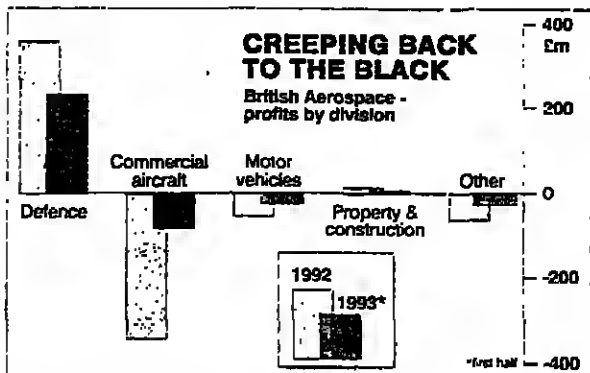 CREEPING BACK
TO THE BLACK
British Aerospace -
profits by division
400
£m
200
0
-200
-400
Defence
Commercial
aircraft
Motor
vehicles
Property &
construction
Other
1992
1993*
*first half